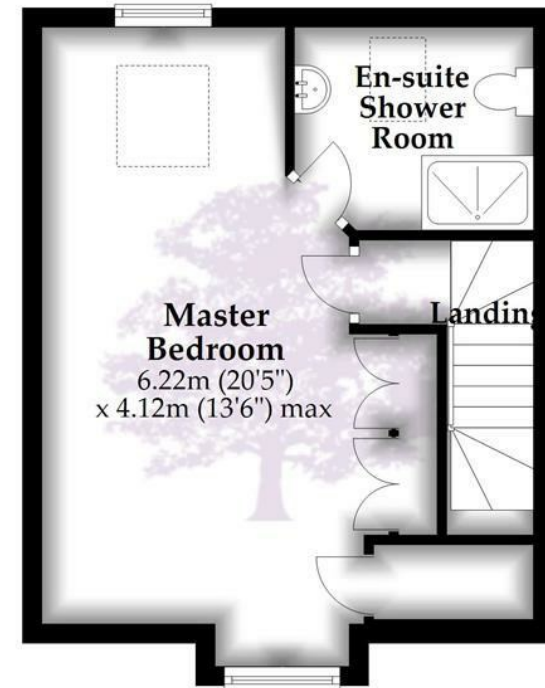 En-suite
Shower
Room
Landing
Master
Bedroom
6.22m (20'5")
x 4.12m (13'6") max